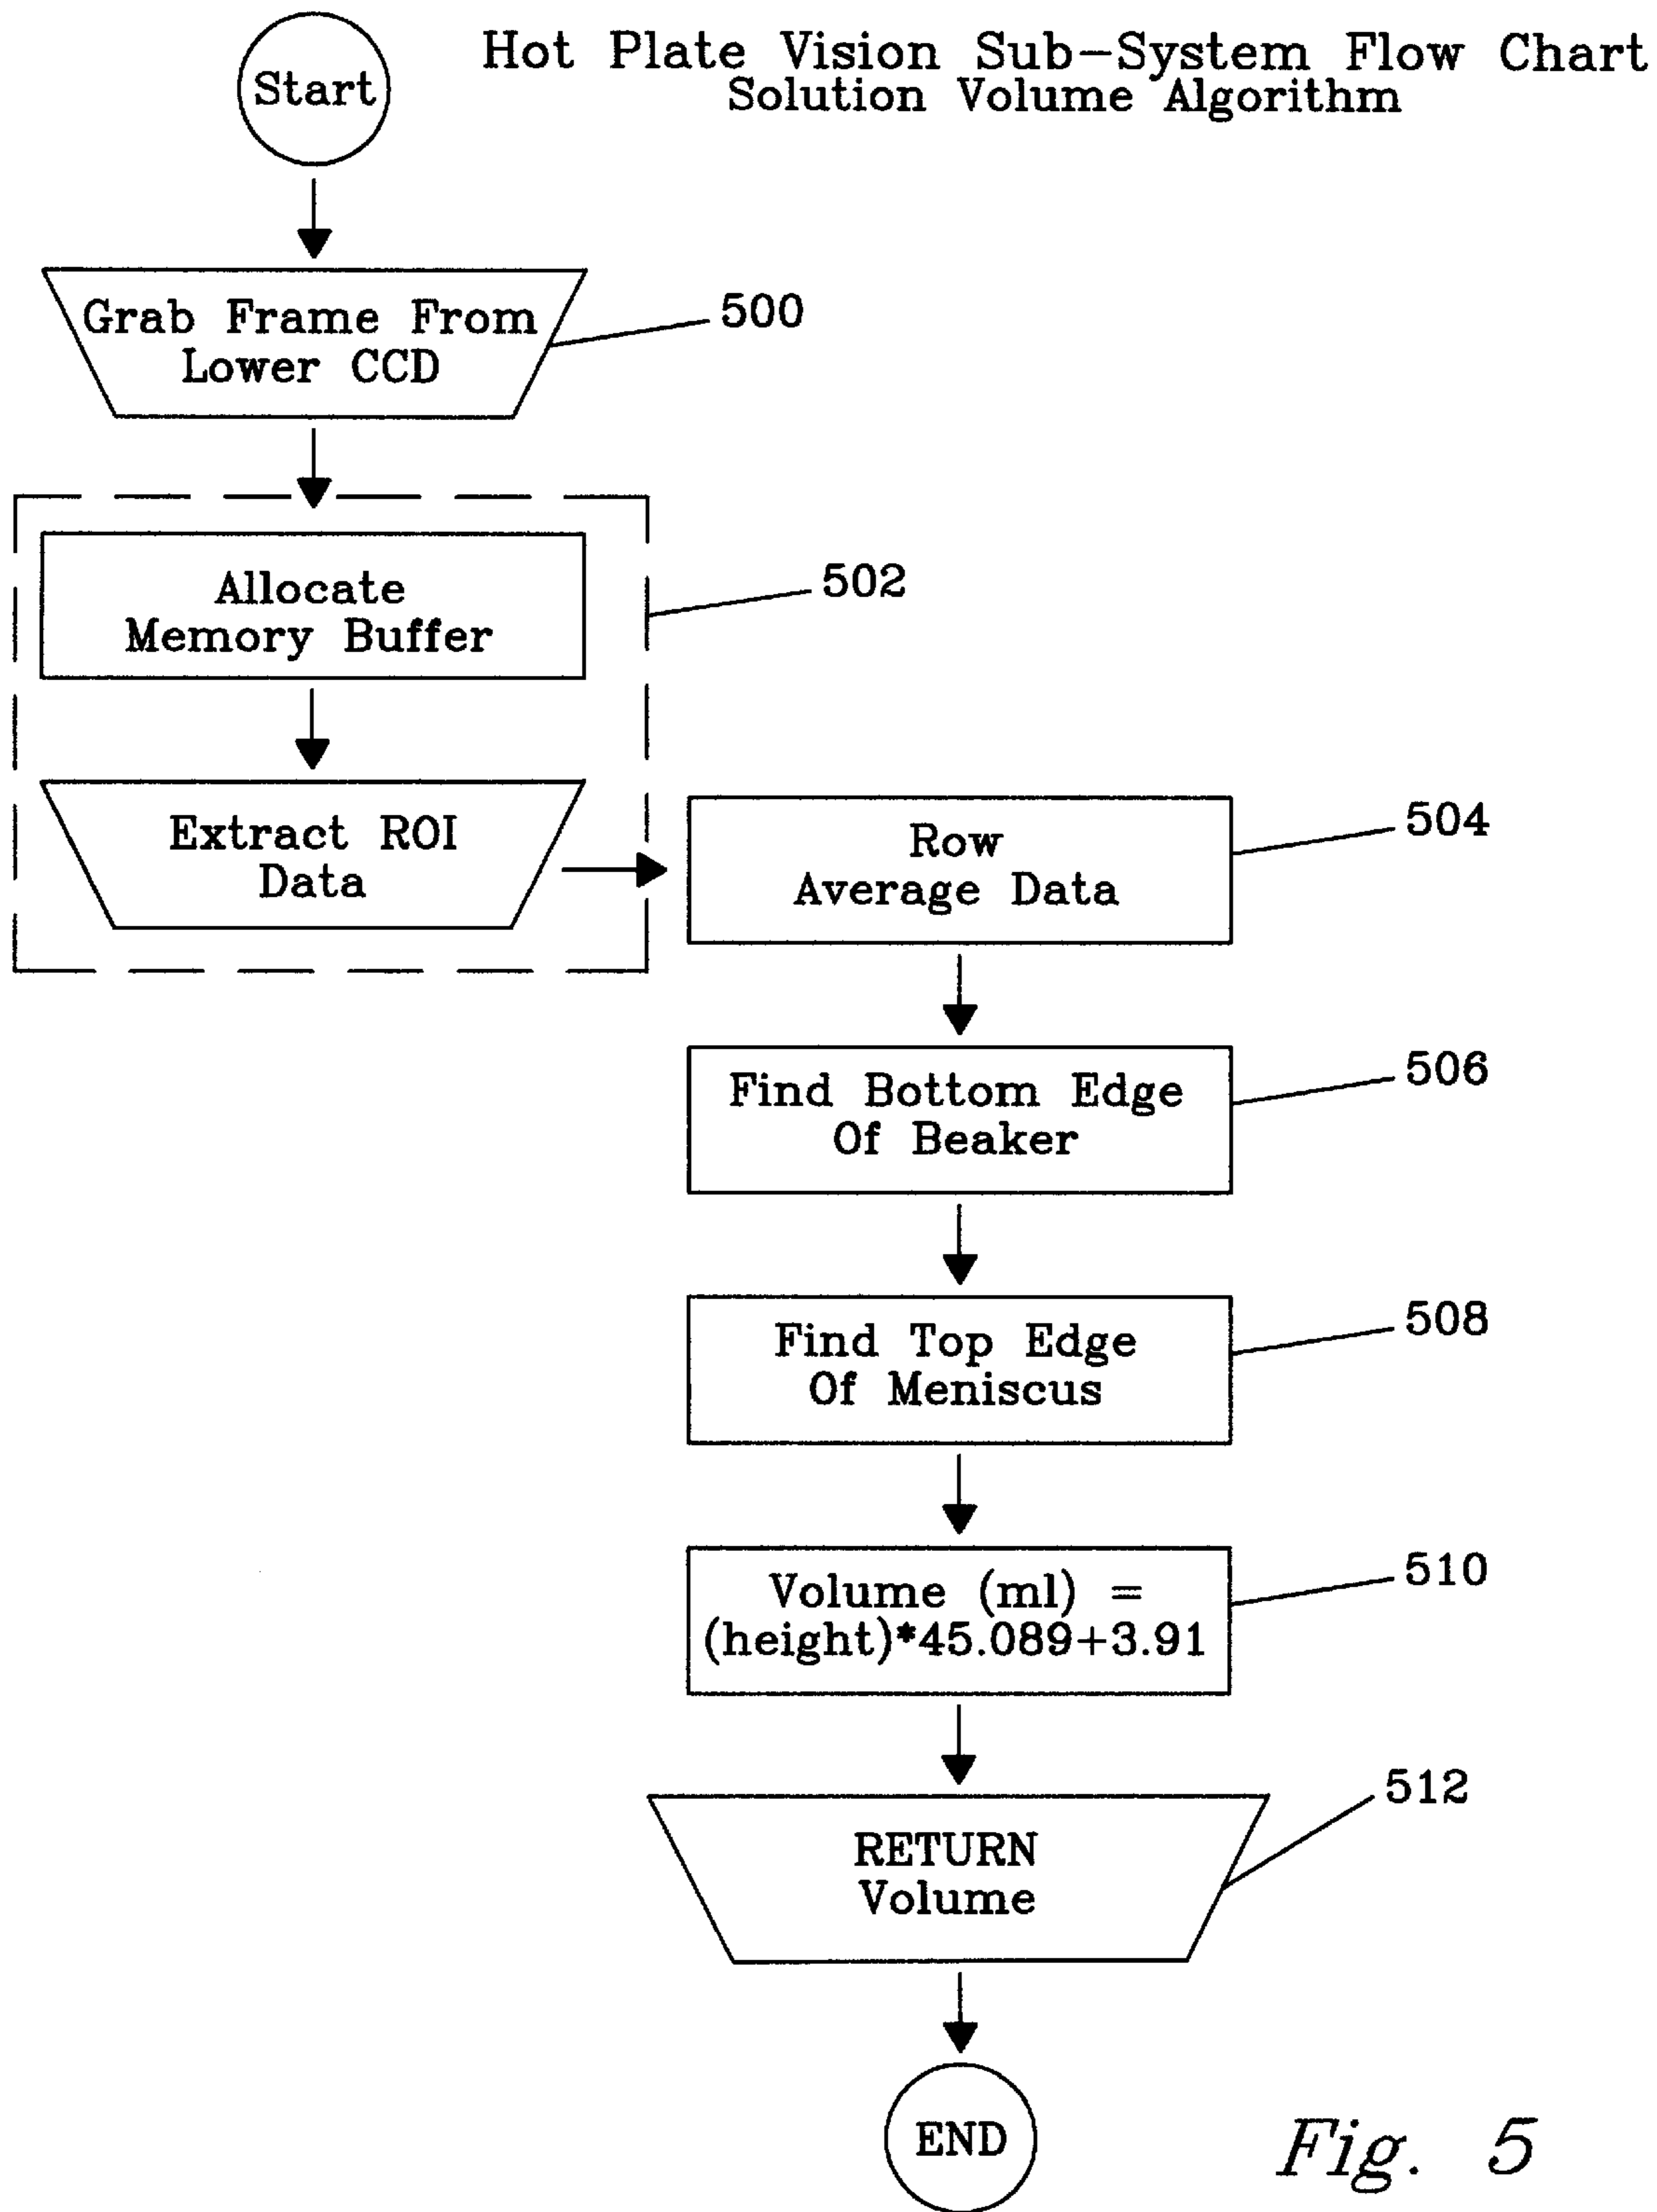 Hot Plate Vision Sub-System Flow Chart
Solution Volume Algorithm
Start
Grab Frame From
Lower CCD
500
Allocate
Memory Buffer
502
Extract ROI
Data
Row
Average Data
504
Find Bottom Edge
Of Beaker
506
Find Top Edge
Of Meniscus
508
Volume (ml) =
(height)*45.089+3.91
510
RETURN
Volume
512
END
Fig. 5